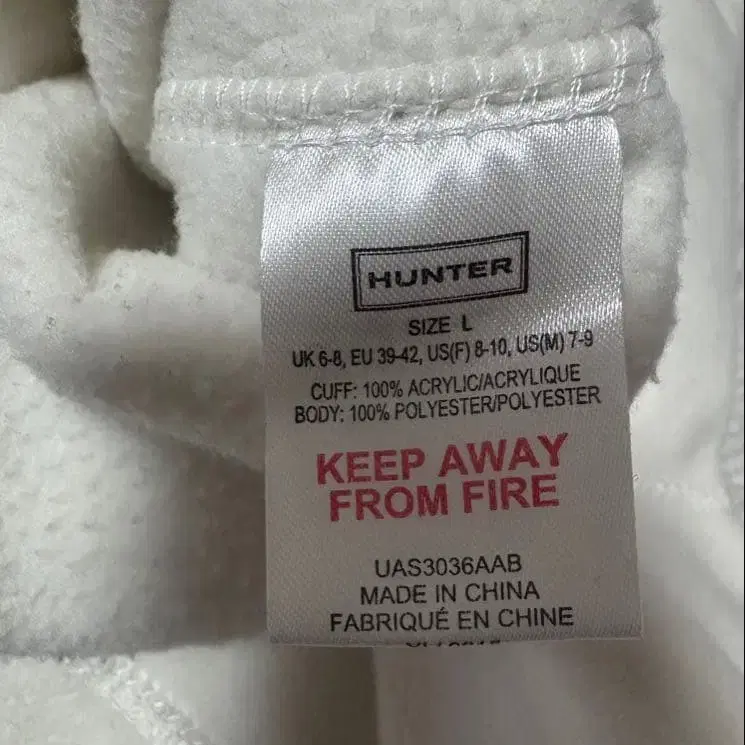 HUNTER
SIZE L
UK 6-8, EU 39-42, US(F) 8-10, US(M) 7-9
CUFF: 100% ACRYLIC/ACRYLIQUE
BODY: 100% POLYESTER/POLYESTER
KEEP AWAY
FROM FIRE
UAS3036AAB
MADE IN CHINA
FABRIQUÉ EN CHINE